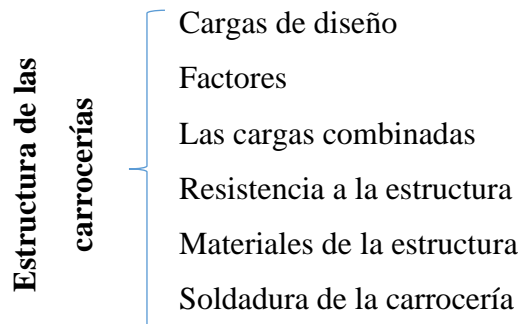 Estructura de las
carrocerías
Cargas de diseño
Factores
Las cargas combinadas
Resistencia a la estructura
Materiales de la estructura
Soldadura de la carrocería